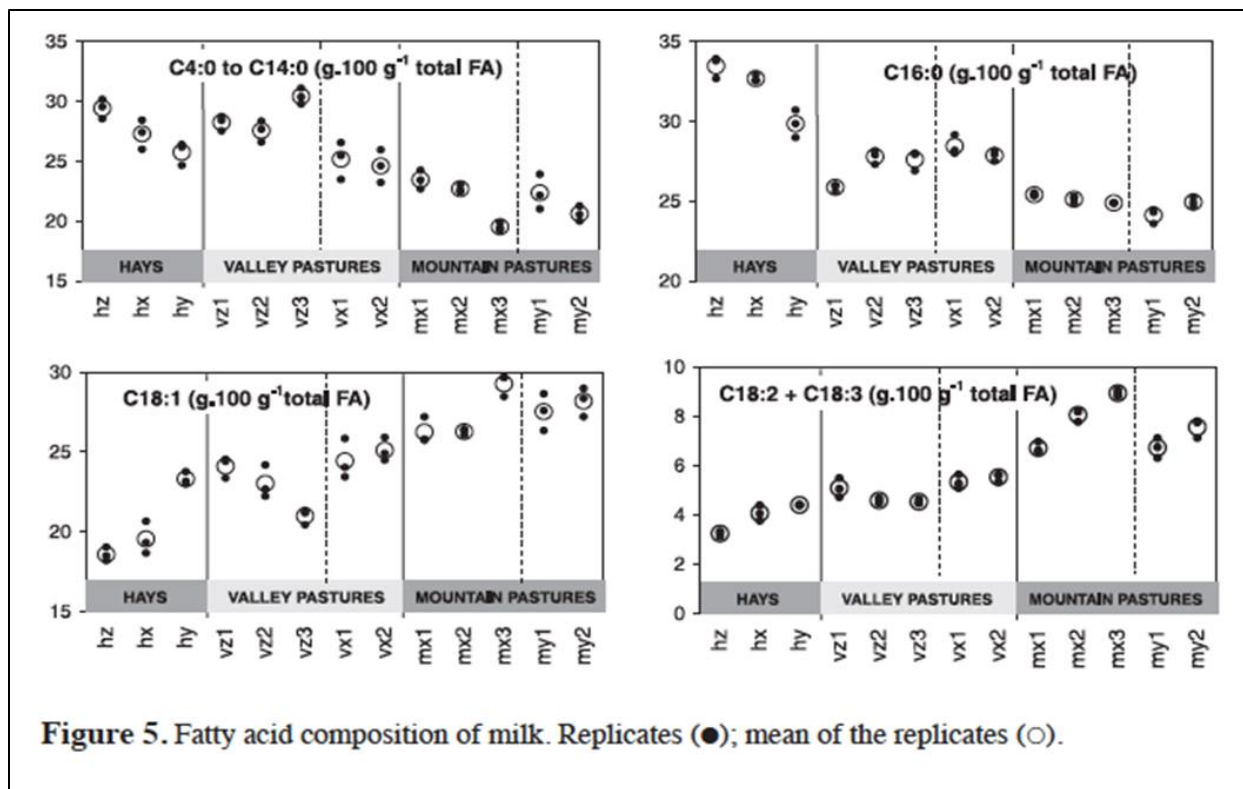 C4:0 to C14:0 (g.100 g⁻¹ total FA)
35
30
25
20
15
HAYS VALLEY PASTURES MOUNTAIN PASTURES
hz hx hy vz1 vz2 vz3 vx1 vx2 mx1 mx2 mx3 my1 my2
C16:0 (g.100 g⁻¹ total FA)
35
30
25
20
HAYS VALLEY PASTURES MOUNTAIN PASTURES
hz hx hy vz1 vz2 vz3 vx1 vx2 mx1 mx2 mx3 my1 my2
C18:1 (g.100 g⁻¹total FA)
30
25
20
15
HAYS VALLEY PASTURES MOUNTAIN PASTURES
hz hx hy vz1 vz2 vz3 vx1 vx2 mx1 mx2 mx3 my1 my2
C18:2 + C18:3 (g.100 g⁻¹ total FA)
10
8
6
4
2
0
HAYS VALLEY PASTURES MOUNTAIN PASTURES
hz hx hy vz1 vz2 vz3 vx1 vx2 mx1 mx2 mx3 my1 my2
Figure 5. Fatty acid composition of milk. Replicates (●); mean of the replicates (○).